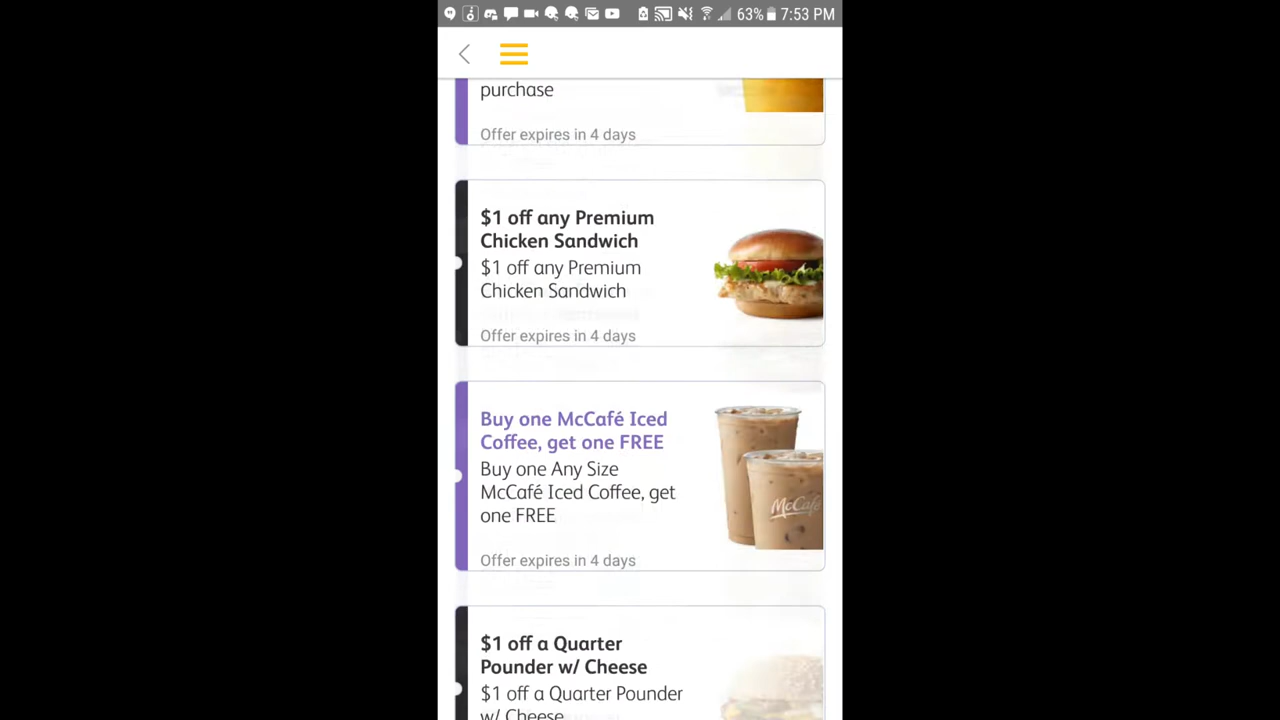 63% 7:53 PM
purchase
Offer expires in 4 days
$1 off any Premium
Chicken Sandwich
$1 off any Premium
Chicken Sandwich
Offer expires in 4 days
Buy one McCafé Iced
Coffee, get one FREE
Buy one Any Size
McCafé Iced Coffee, get
one FREE
McCafé
Offer expires in 4 days
$1 off a Quarter
Pounder w/ Cheese
$1 off a Quarter Pounder
w/ Cheese